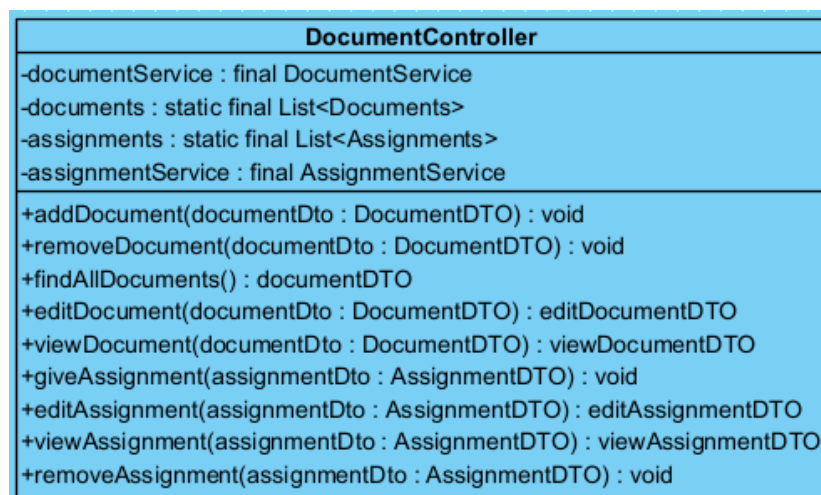 DocumentController
-documentService : final DocumentService
-documents : static final List<Documents>
-assignments : static final List<Assignments>
-assignmentService : final AssignmentService
+addDocument(documentDto : DocumentDTO) : void
+removeDocument(documentDto : DocumentDTO) : void
+findAllDocuments() : documentDTO
+editDocument(documentDto : DocumentDTO) : editDocumentDTO
+viewDocument(documentDto : DocumentDTO) : viewDocumentDTO
+giveAssignment(assignmentDto : AssignmentDTO) : void
+editAssignment(assignmentDto : AssignmentDTO) : editAssignmentDTO
+viewAssignment(assignmentDto : AssignmentDTO) : viewAssignmentDTO
+removeAssignment(assignmentDto : AssignmentDTO) : void